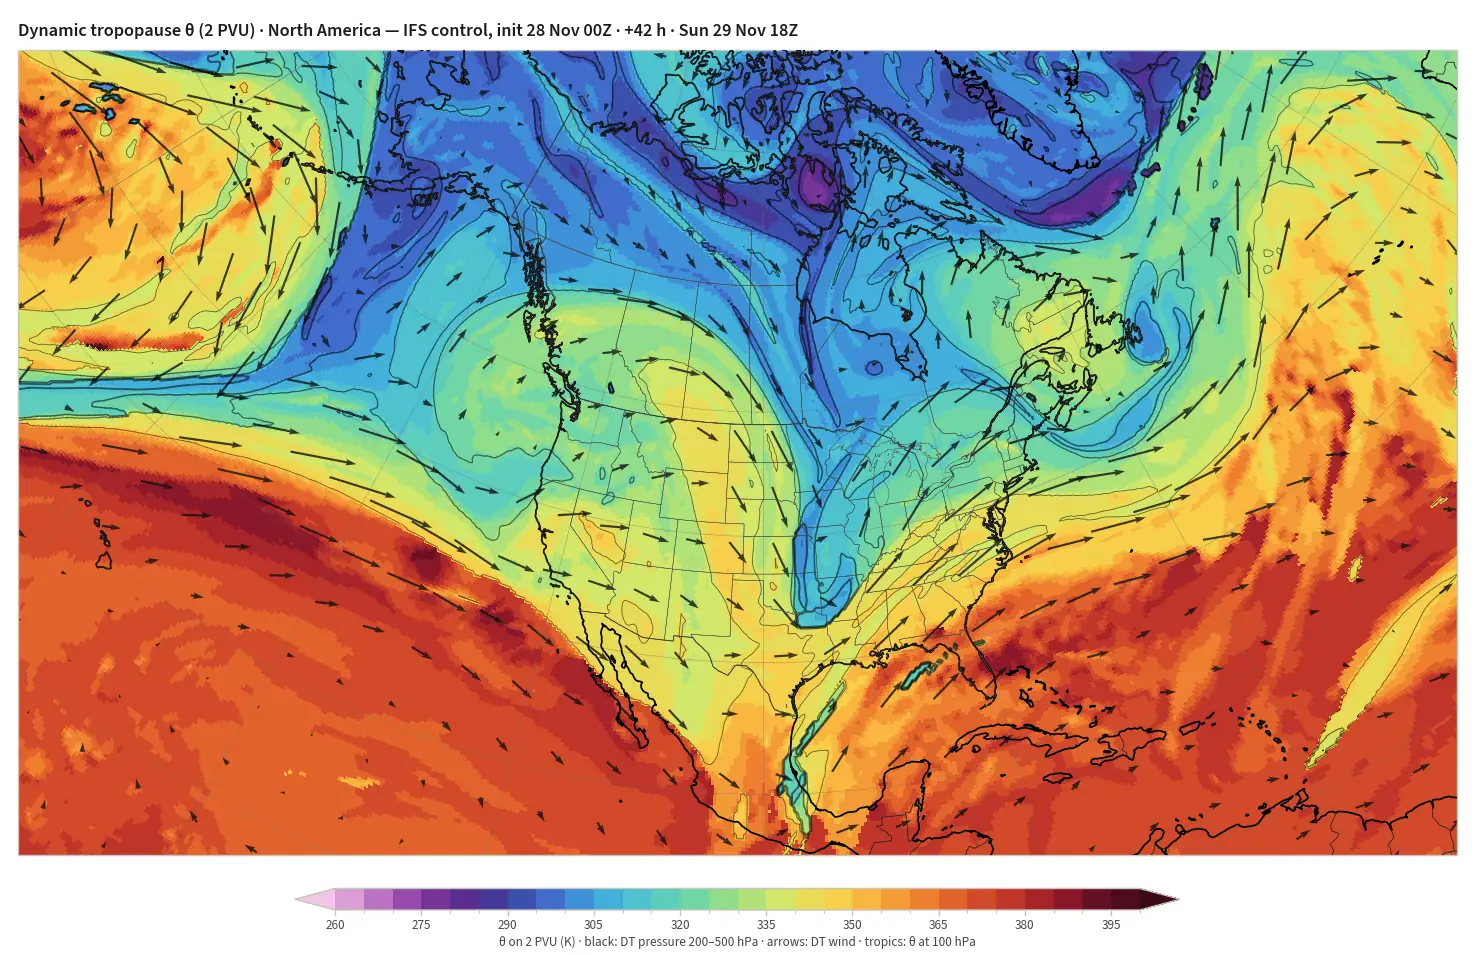 Dynamic tropopause θ (2 PVU) · North America — IFS control, init 28 Nov 00Z · +42 h · Sun 29 Nov 18Z
260 275 290 305 320 335 350 365 380 395
θ on 2 PVU (K) · black: DT pressure 200–500 hPa · arrows: DT wind · tropics: θ at 100 hPa